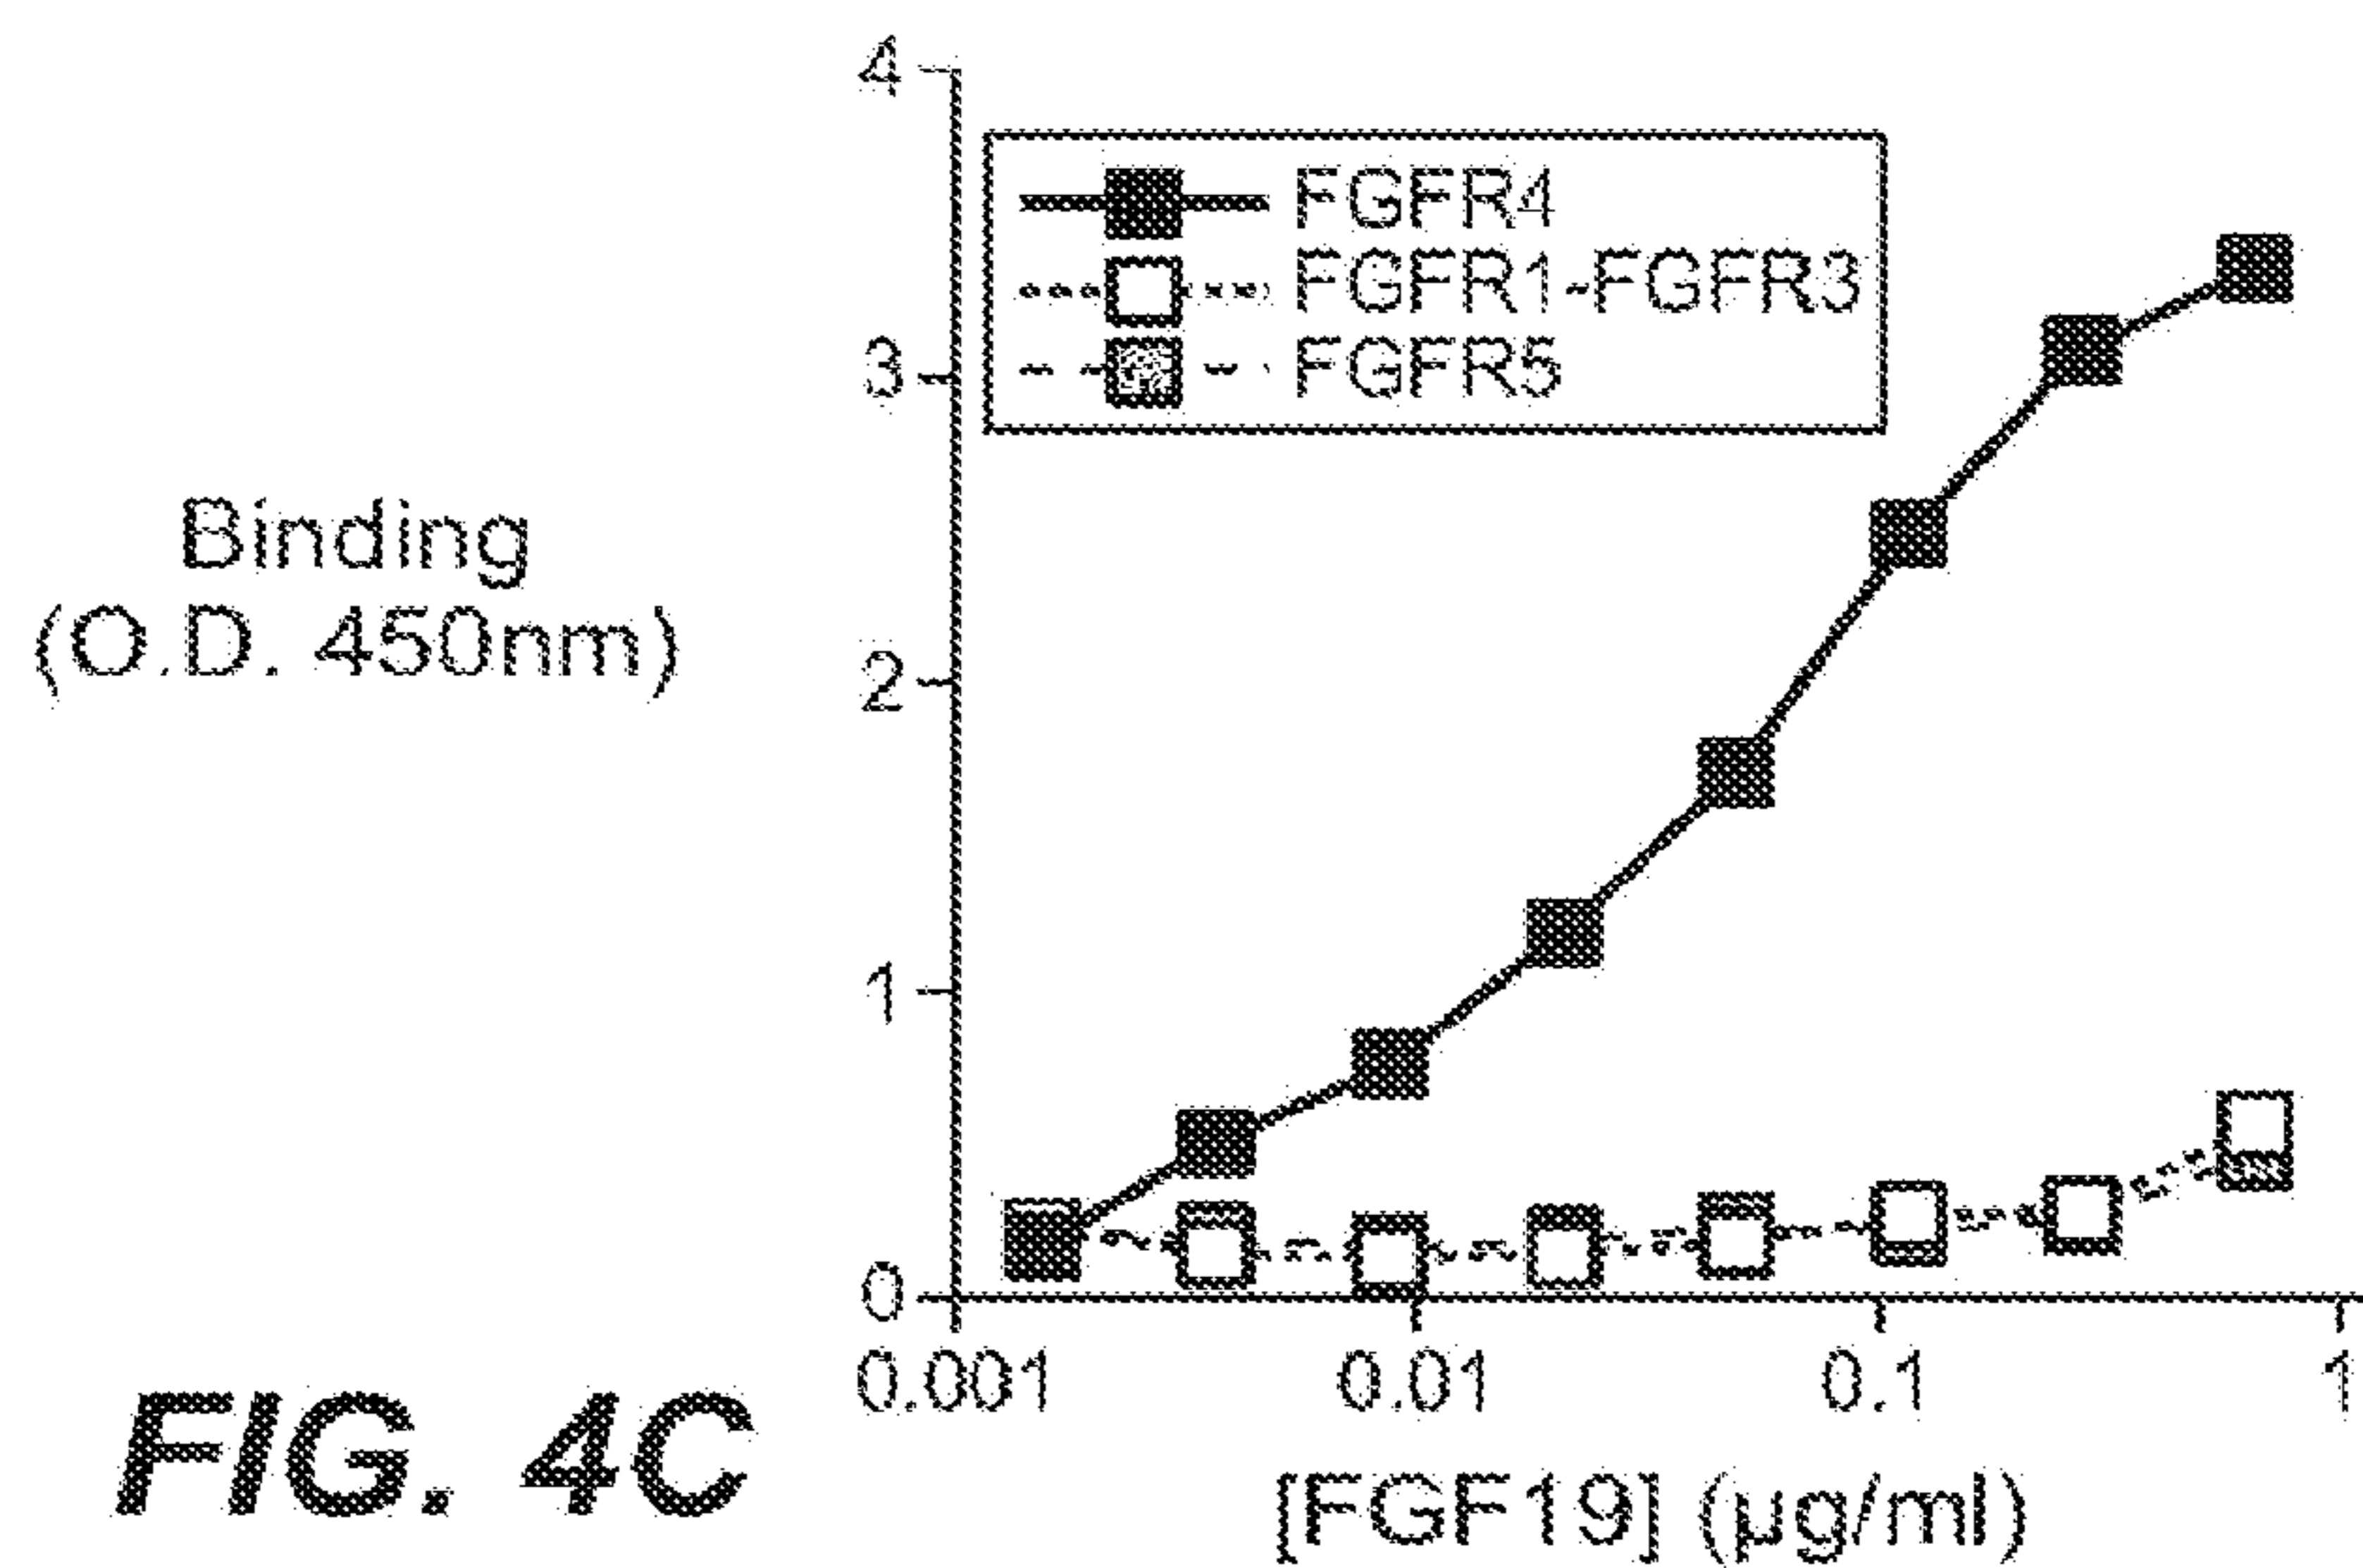 4
FGFR4
FGFR1-FGFR3
FGFR5
3
Binding
(O.D. 450nm)
2
1
0
0.001 0.01 0.1 1
[FGF19] (µg/ml)
FIG. 4C